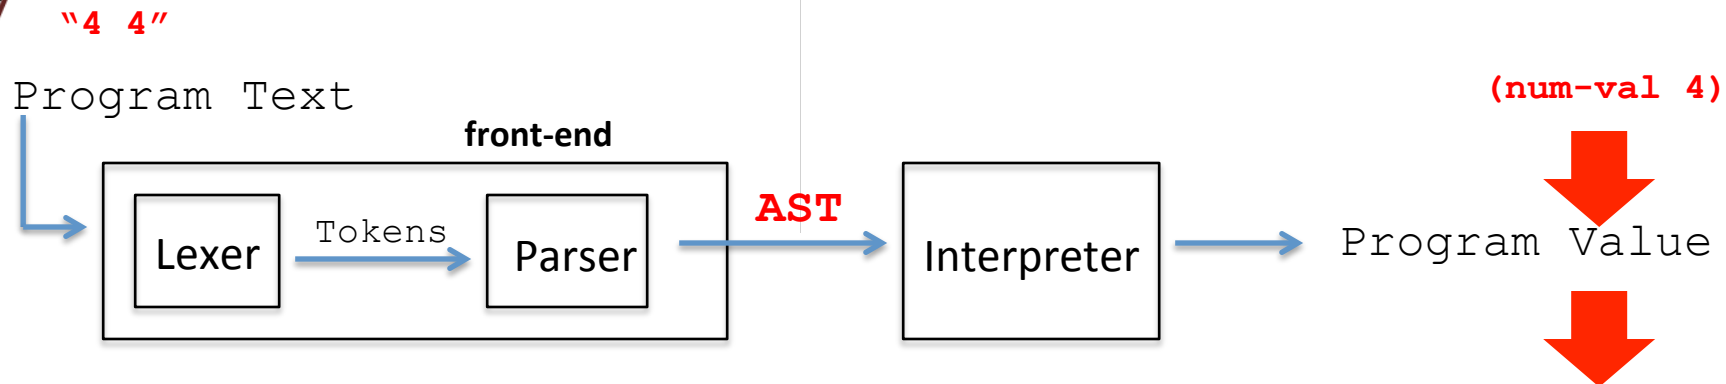 “4 4”
Program Text
(num-val 4)
front-end
AST
Lexer
Tokens
Parser
Interpreter
Program Value